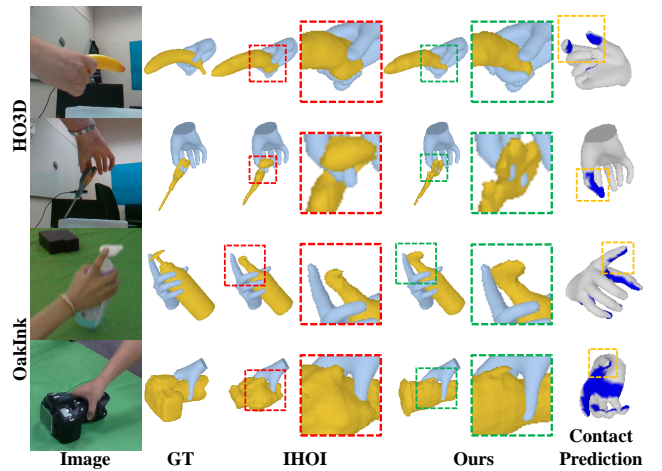 HO3D
OakInk
Image
GT
IHOI
Ours
Contact
Prediction